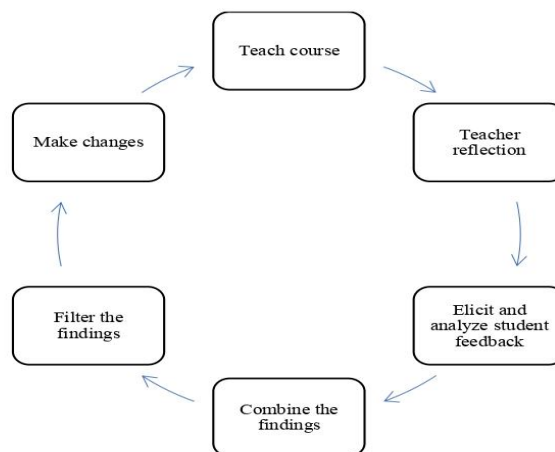 Teach course
Teacher
reflection
Elicit and
analyze student
feedback
Combine the
findings
Filter the
findings
Make changes